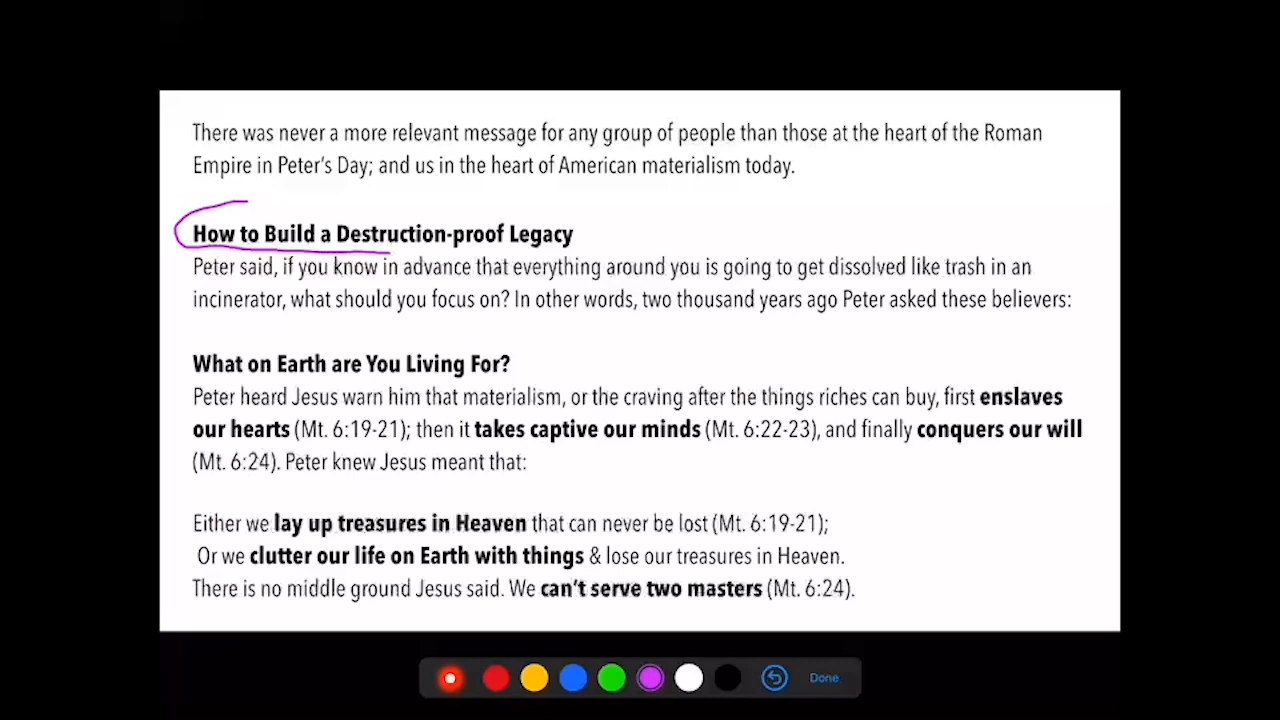 There was never a more relevant message for any group of people than those at the heart of the Roman
Empire in Peter's Day; and us in the heart of American materialism today.
How to Build a Destruction-proof Legacy
Peter said, if you know in advance that everything around you is going to get dissolved like trash in an
incinerator, what should you focus on? In other words, two thousand years ago Peter asked these believers:
What on Earth are You Living For?
Peter heard Jesus warn him that materialism, or the craving after the things riches can buy, first enslaves
our hearts (Mt. 6:19-21); then it takes captive our minds (Mt. 6:22-23), and finally conquers our will
(Mt. 6:24). Peter knew Jesus meant that:
Either we lay up treasures in Heaven that can never be lost (Mt. 6:19-21);
Or we clutter our life on Earth with things & lose our treasures in Heaven.
There is no middle ground Jesus said. We can't serve two masters (Mt. 6:24).
Done